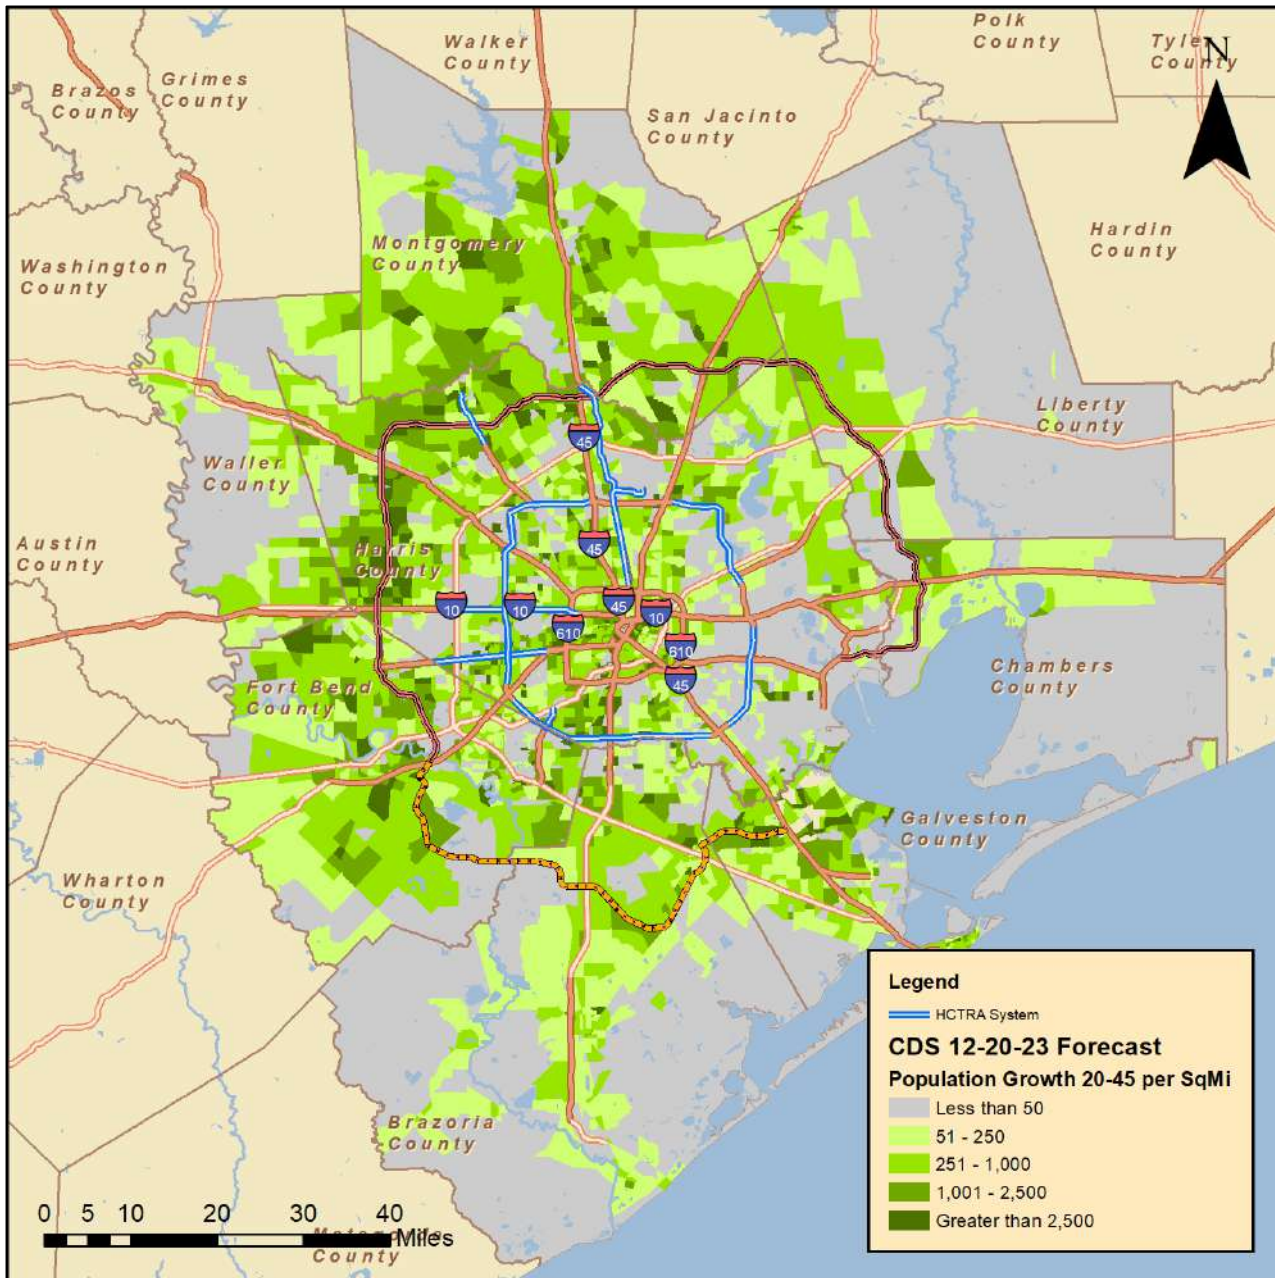 Polk
County
Walker
County
Tyler
County
N
Grimes
County
Brazos
County
San Jacinto
County
Hardin
County
Montgomery
County
Washington
County
Liberty
County
45
Waller
County
Austin
County
Harris
County
45
10
10
45
10
610
610
45
Chambers
County
Fort Bend
County
Galveston
County
Wharton
County
Brazoria
County
Legend
HCTRA System
CDS 12-20-23 Forecast
Population Growth 20-45 per SqMi
Less than 50
51 - 250
251 - 1,000
1,001 - 2,500
Greater than 2,500
0 5 10 20 30 40
Miles
County